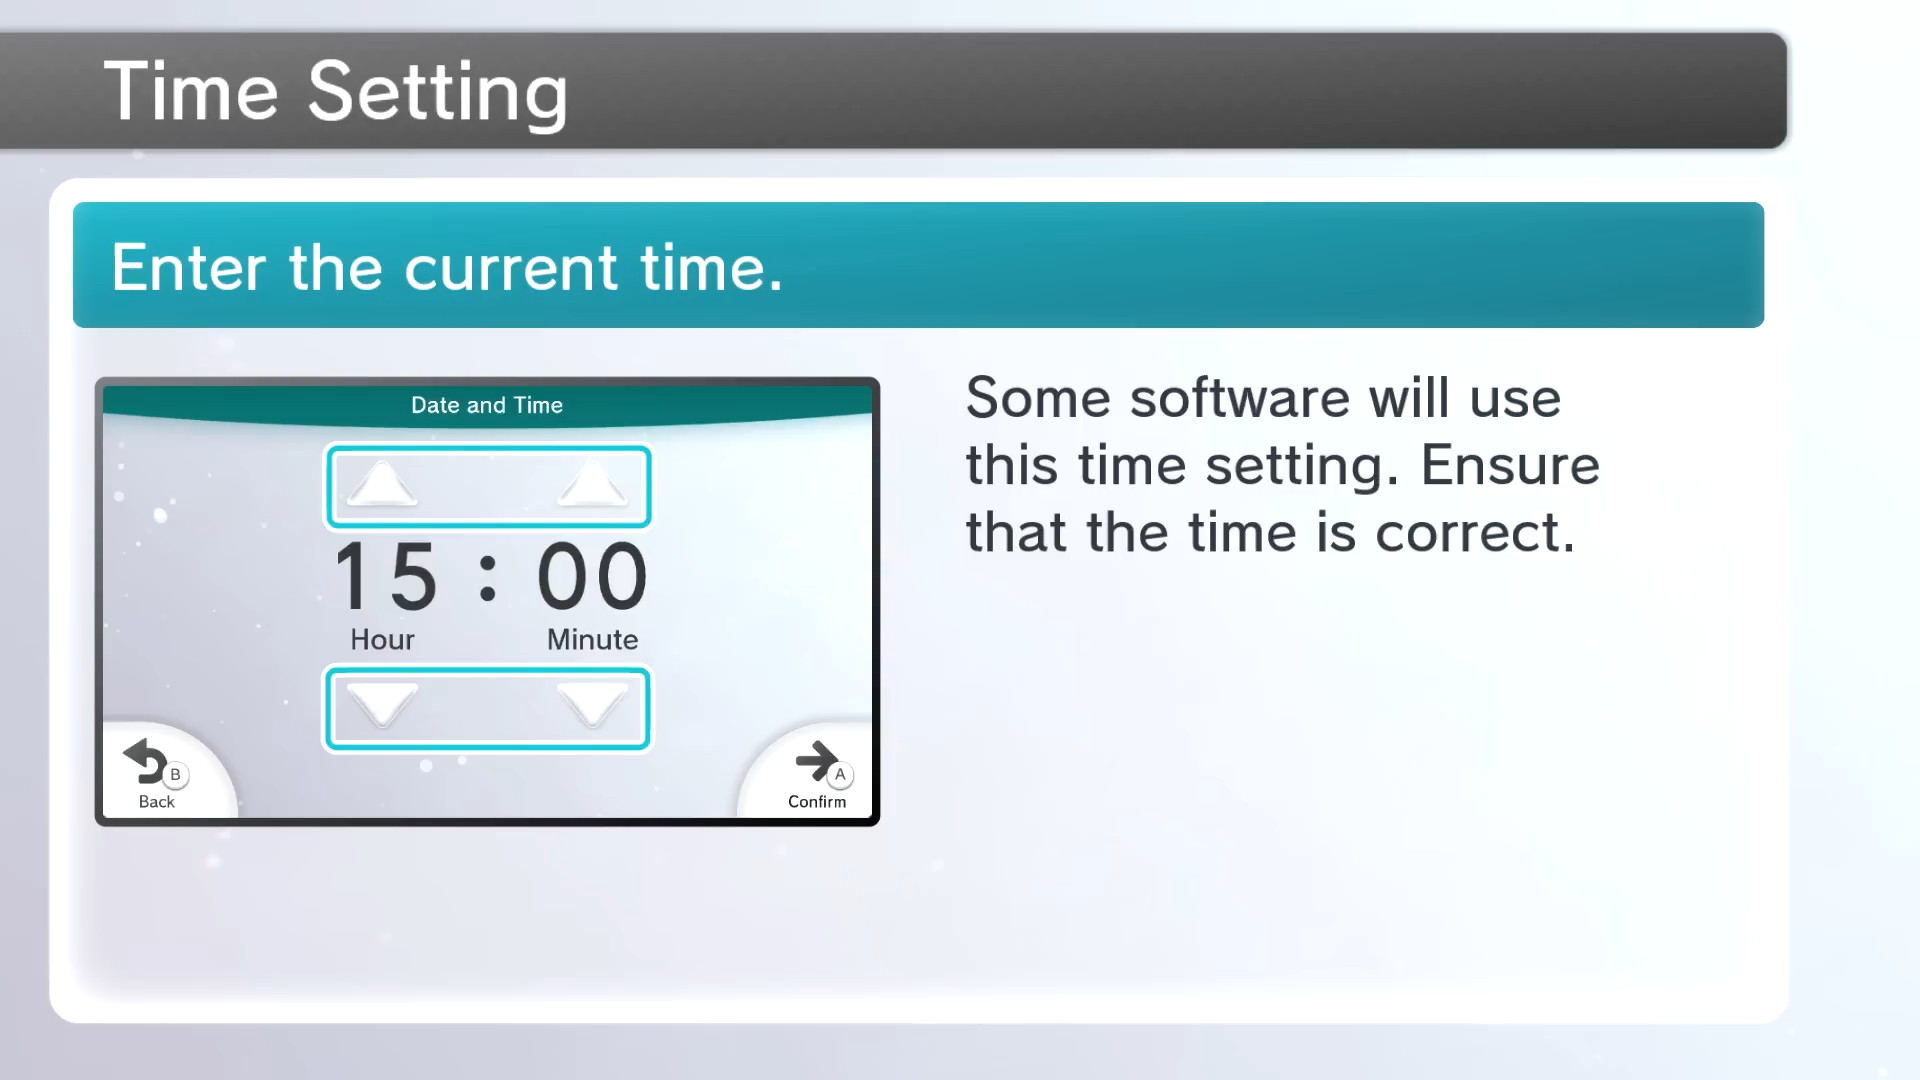 Time Setting
Enter the current time.
Date and Time
15 : 00
Hour Minute
B
Back
A
Confirm
Some software will use
this time setting. Ensure
that the time is correct.